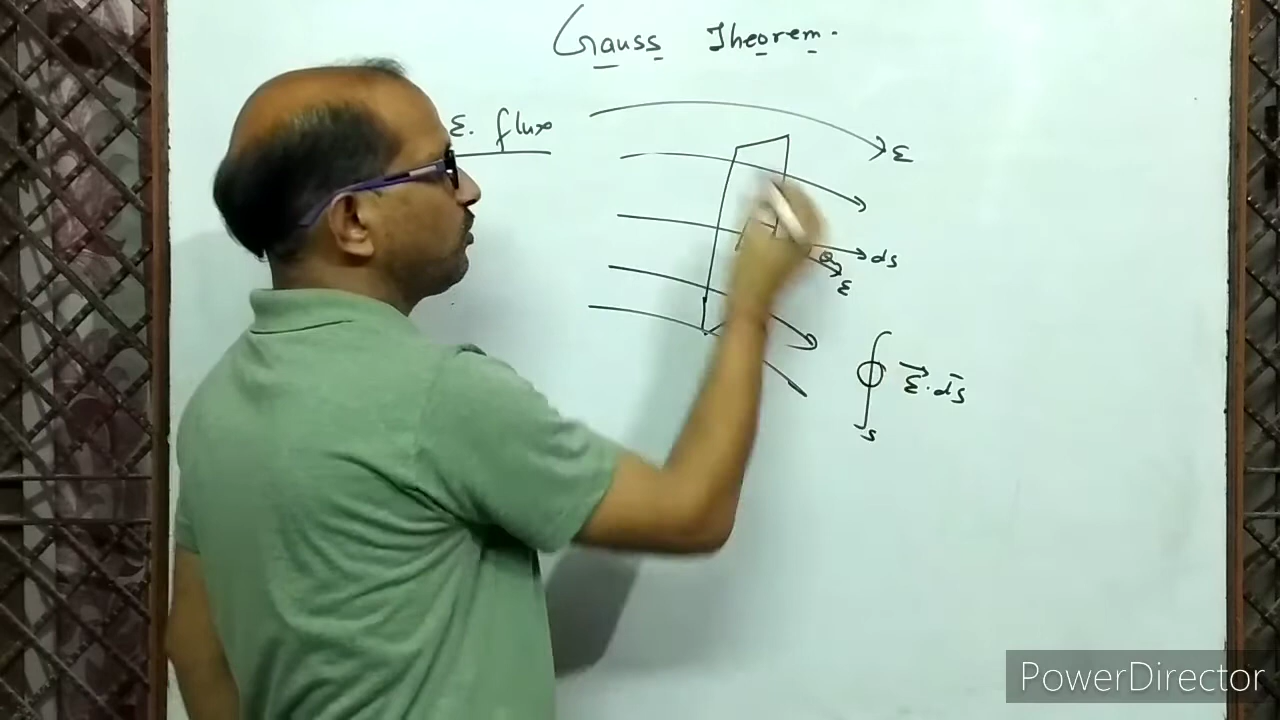 Gauss Theorem.
ε. flux
ε
ds
θ
ε
∮ ε⃗.ds̄
s
PowerDirector